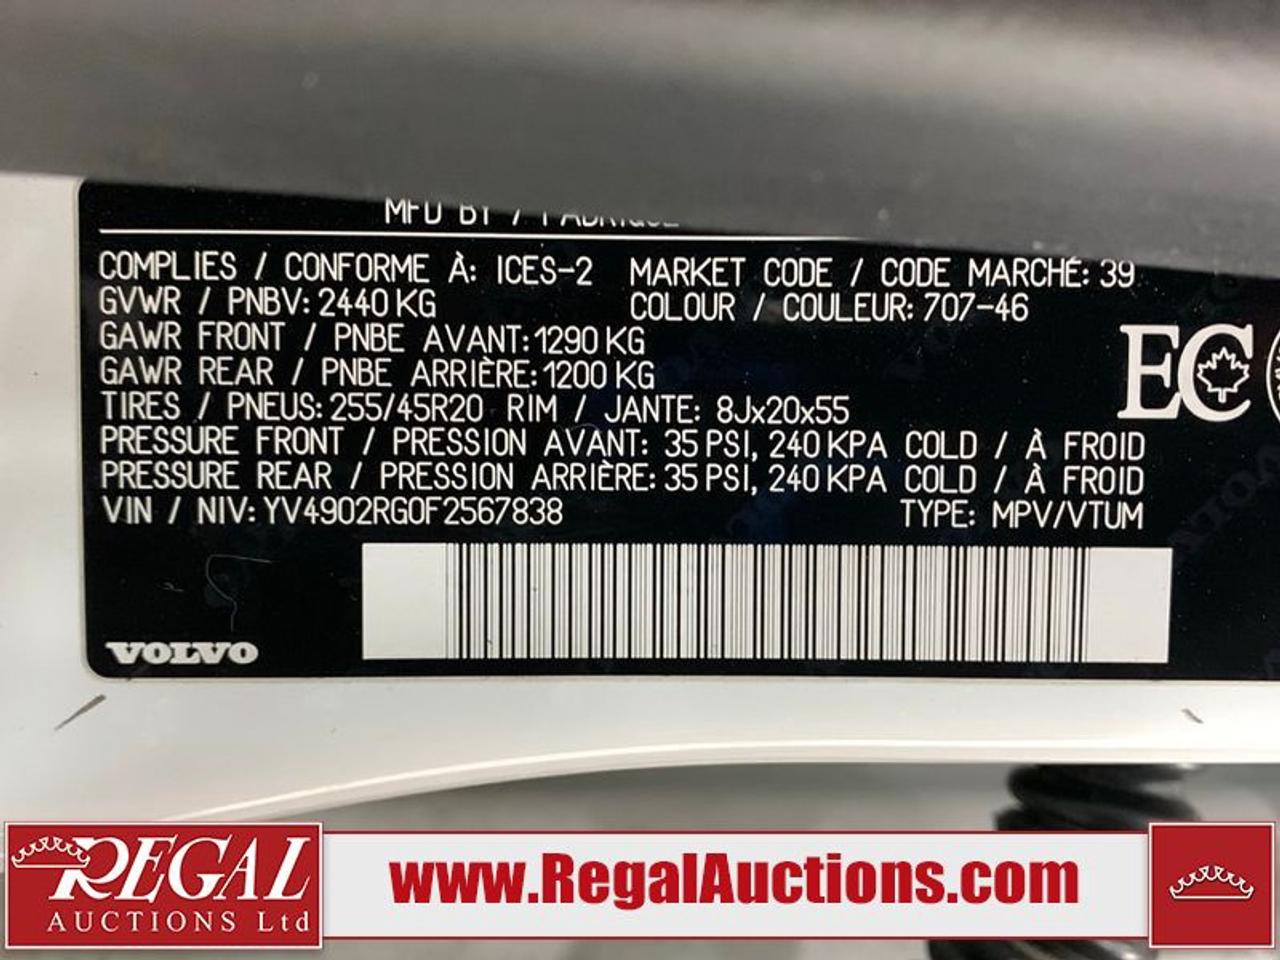 MFD BY / FABRIQUÉ
COMPLIES / CONFORME À: ICES-2 MARKET CODE / CODE MARCHÉ: 39
GVWR / PNBV: 2440 KG COLOUR / COULEUR: 707-46
GAWR FRONT / PNBE AVANT: 1290 KG
GAWR REAR / PNBE ARRIÈRE: 1200 KG
EC
TIRES / PNEUS: 255/45R20 RIM / JANTE: 8Jx20x55
PRESSURE FRONT / PRESSION AVANT: 35 PSI, 240 KPA COLD / À FROID
PRESSURE REAR / PRESSION ARRIÈRE: 35 PSI, 240 KPA COLD / À FROID
VIN / NIV: YV4902RG0F2567838 TYPE: MPV/VTUM
VOLVO
REGAL
AUCTIONS Ltd
www.RegalAuctions.com